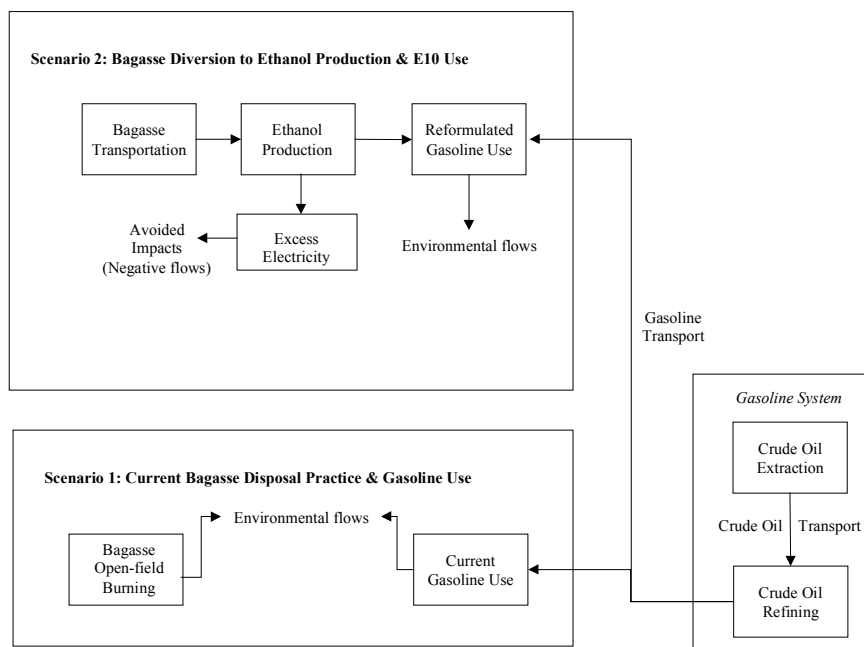 Scenario 2: Bagasse Diversion to Ethanol Production & E10 Use
Bagasse
Transportation
Ethanol
Production
Reformulated
Gasoline Use
Avoided
Impacts
(Negative flows)
Excess
Electricity
Environmental flows
Gasoline
Transport
Gasoline System
Crude Oil
Extraction
Crude Oil Transport
Crude Oil
Refining
Scenario 1: Current Bagasse Disposal Practice & Gasoline Use
Environmental flows
Bagasse
Open-field
Burning
Current
Gasoline Use